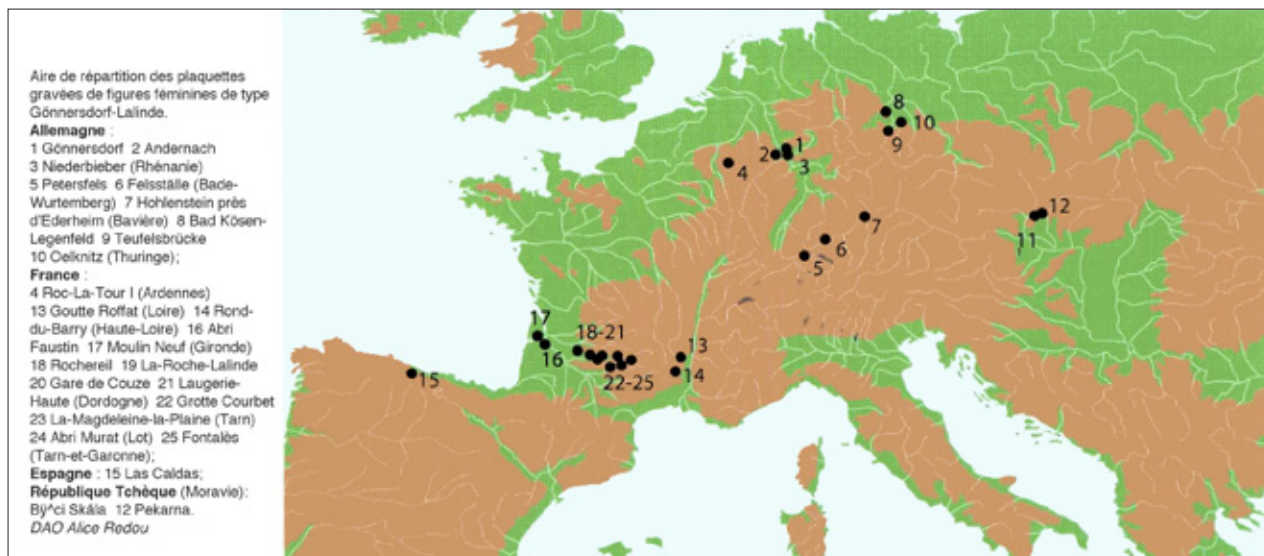 Aire de répartition des plaquettes
gravées de figures féminines de type
Gönnersdorf-Lalinde.
Allemagne :
1 Gönnersdorf 2 Andernach
3 Niederbieber (Rhénanie)
5 Petersfels 6 Felsställe (Bade-
Wurtemberg) 7 Hohlenstein près
d'Ederheim (Bavière) 8 Bad Kösen-
Legenfeld 9 Teufelsbrücke
10 Oelknitz (Thuringe);
France :
4 Roc-La-Tour I (Ardennes)
13 Goutte Roffat (Loire) 14 Rond-
du-Barry (Haute-Loire) 16 Abri
Faustin 17 Moulin Neuf (Gironde)
18 Rochereil 19 La-Roche-Lalinde
20 Gare de Couze 21 Laugerie-
Haute (Dordogne) 22 Grotte Courbet
23 La-Magdeleine-la-Plaine (Tarn)
24 Abri Murat (Lot) 25 Fontalès
(Tarn-et-Garonne);
Espagne : 15 Las Caldas;
République Tchèque (Moravie):
Bÿ^ci Skâla 12 Pekarna.
DAO Alice Redou
8
10
9
1
2
3
4
12
11
7
6
5
17
18-21
13
16
22-25
14
15